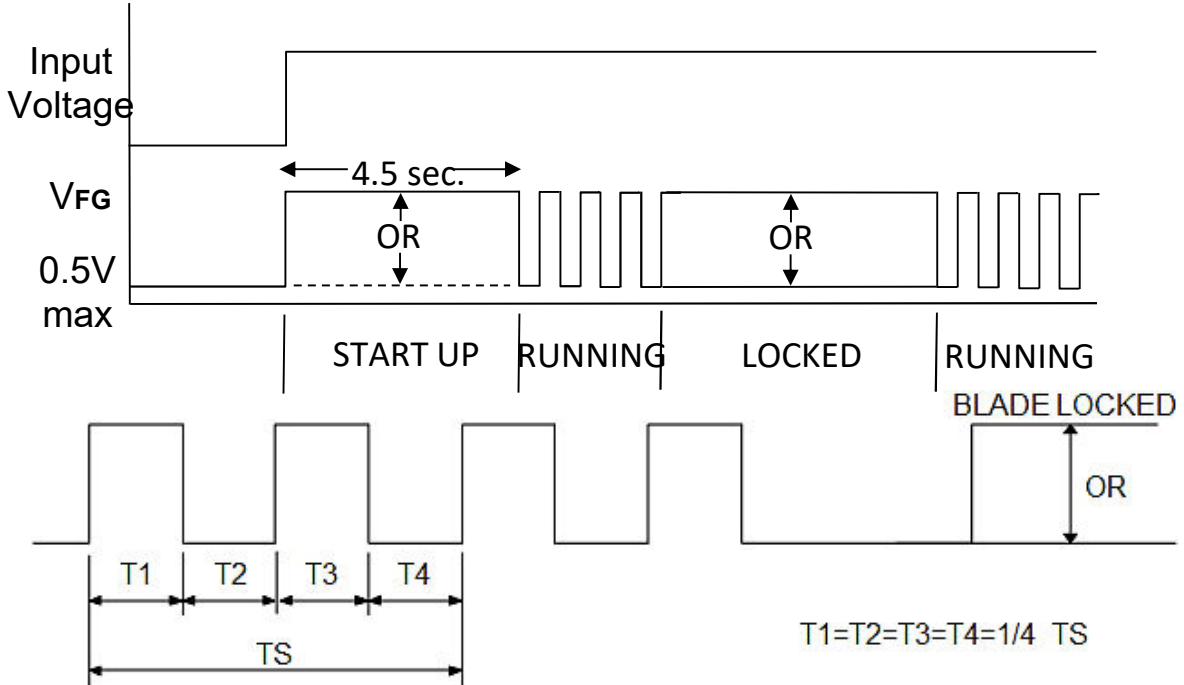 Input
Voltage
4.5 sec.
VFG
OR
OR
0.5V
max
START UP
RUNNING
LOCKED
RUNNING
BLADE LOCKED
OR
T1
T2
T3
T4
TS
T1=T2=T3=T4=1/4 TS